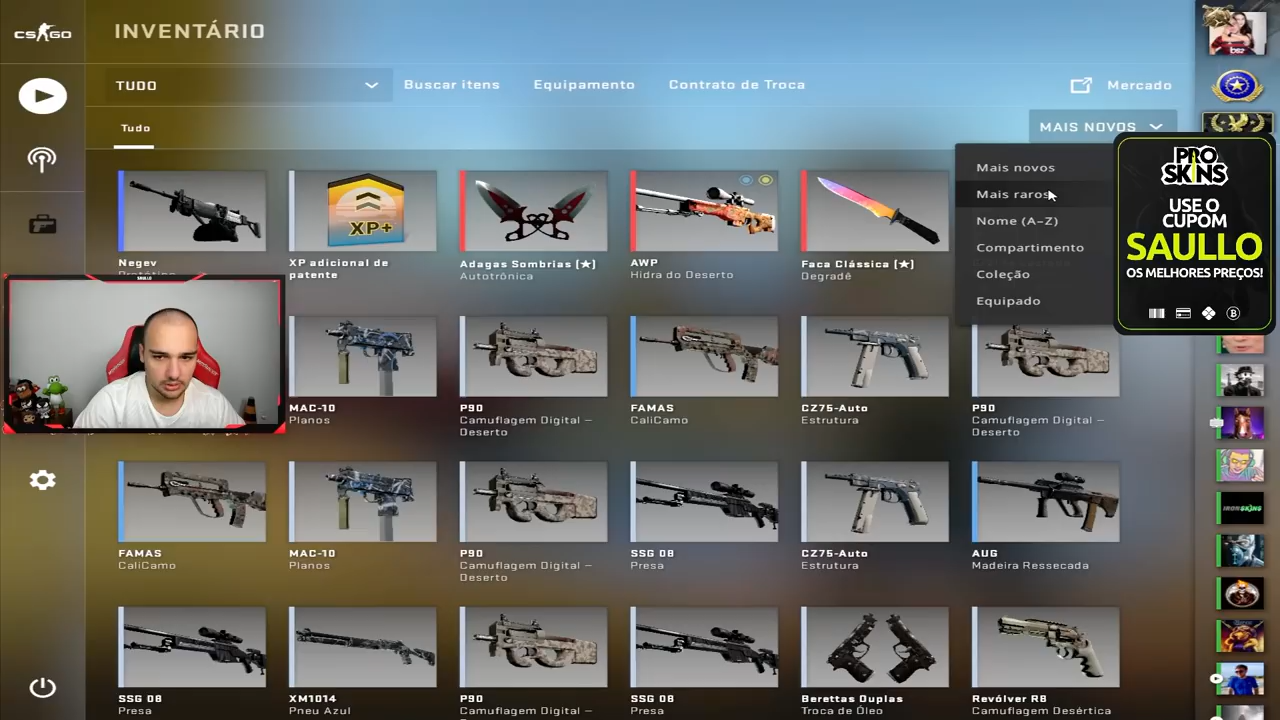 CS GO
INVENTÁRIO
TUDO
Buscar itens
Equipamento
Contrato de Troca
Mercado
Tudo
MAIS NOVOS
Mais novos
Mais raros
Nome (A-Z)
Compartimento
Coleção
Equipado
PRO
SKINS
USE O
CUPOM
SAULLO
OS MELHORES PREÇOS!
XP+
Negev
Protótipo
XP adicional de
patente
Adagas Sombrias (★)
Autotrônica
AWP
Hidra do Deserto
Faca Clássica (★)
Degradê
SAULLO
MAC-10
Planos
P90
Camuflagem Digital –
Deserto
FAMAS
CaliCamo
CZ75-Auto
Estrutura
P90
Camuflagem Digital –
Deserto
FAMAS
CaliCamo
MAC-10
Planos
P90
Camuflagem Digital –
Deserto
SSG 08
Presa
CZ75-Auto
Estrutura
AUG
Madeira Ressecada
IRONSKINS
SSG 08
Presa
XM1014
Pneu Azul
P90
Camuflagem Digital –
SSG 08
Presa
Berettas Duplas
Troca de Óleo
Revólver R8
Camuflagem Desértica